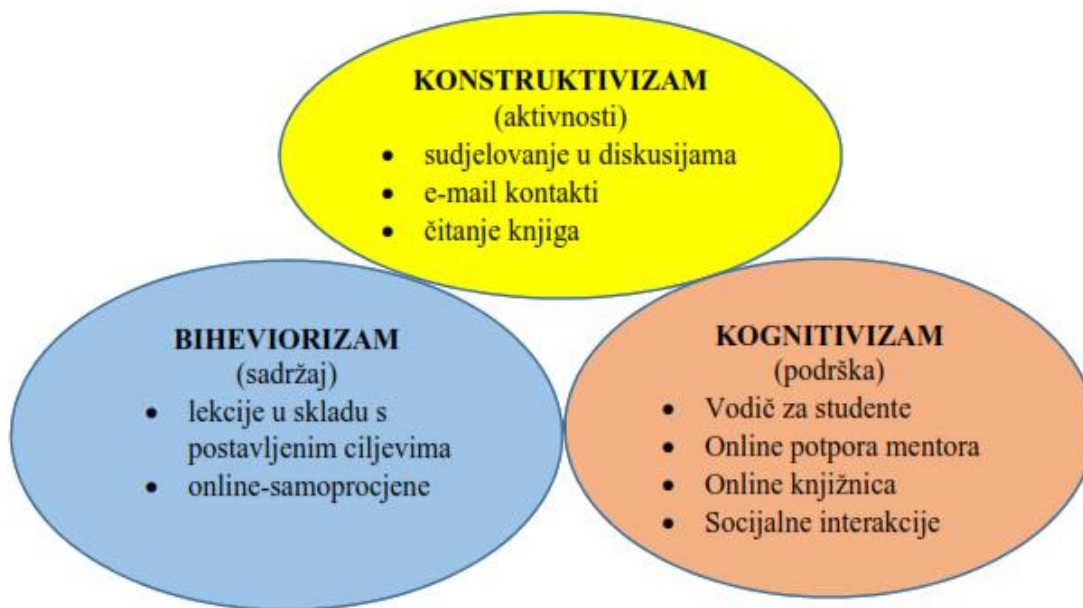 KONSTRUKTIVIZAM
(aktivnosti)
• sudjelovanje u diskusijama
• e-mail kontakti
• čitanje knjiga
BIHEVIORIZAM
(sadržaj)
• lekcije u skladu s
postavljenim ciljevima
• online-samoprocjene
KOGNITIVIZAM
(podrška)
• Vodič za studente
• Online potpora mentora
• Online knjižnica
• Socijalne interakcije